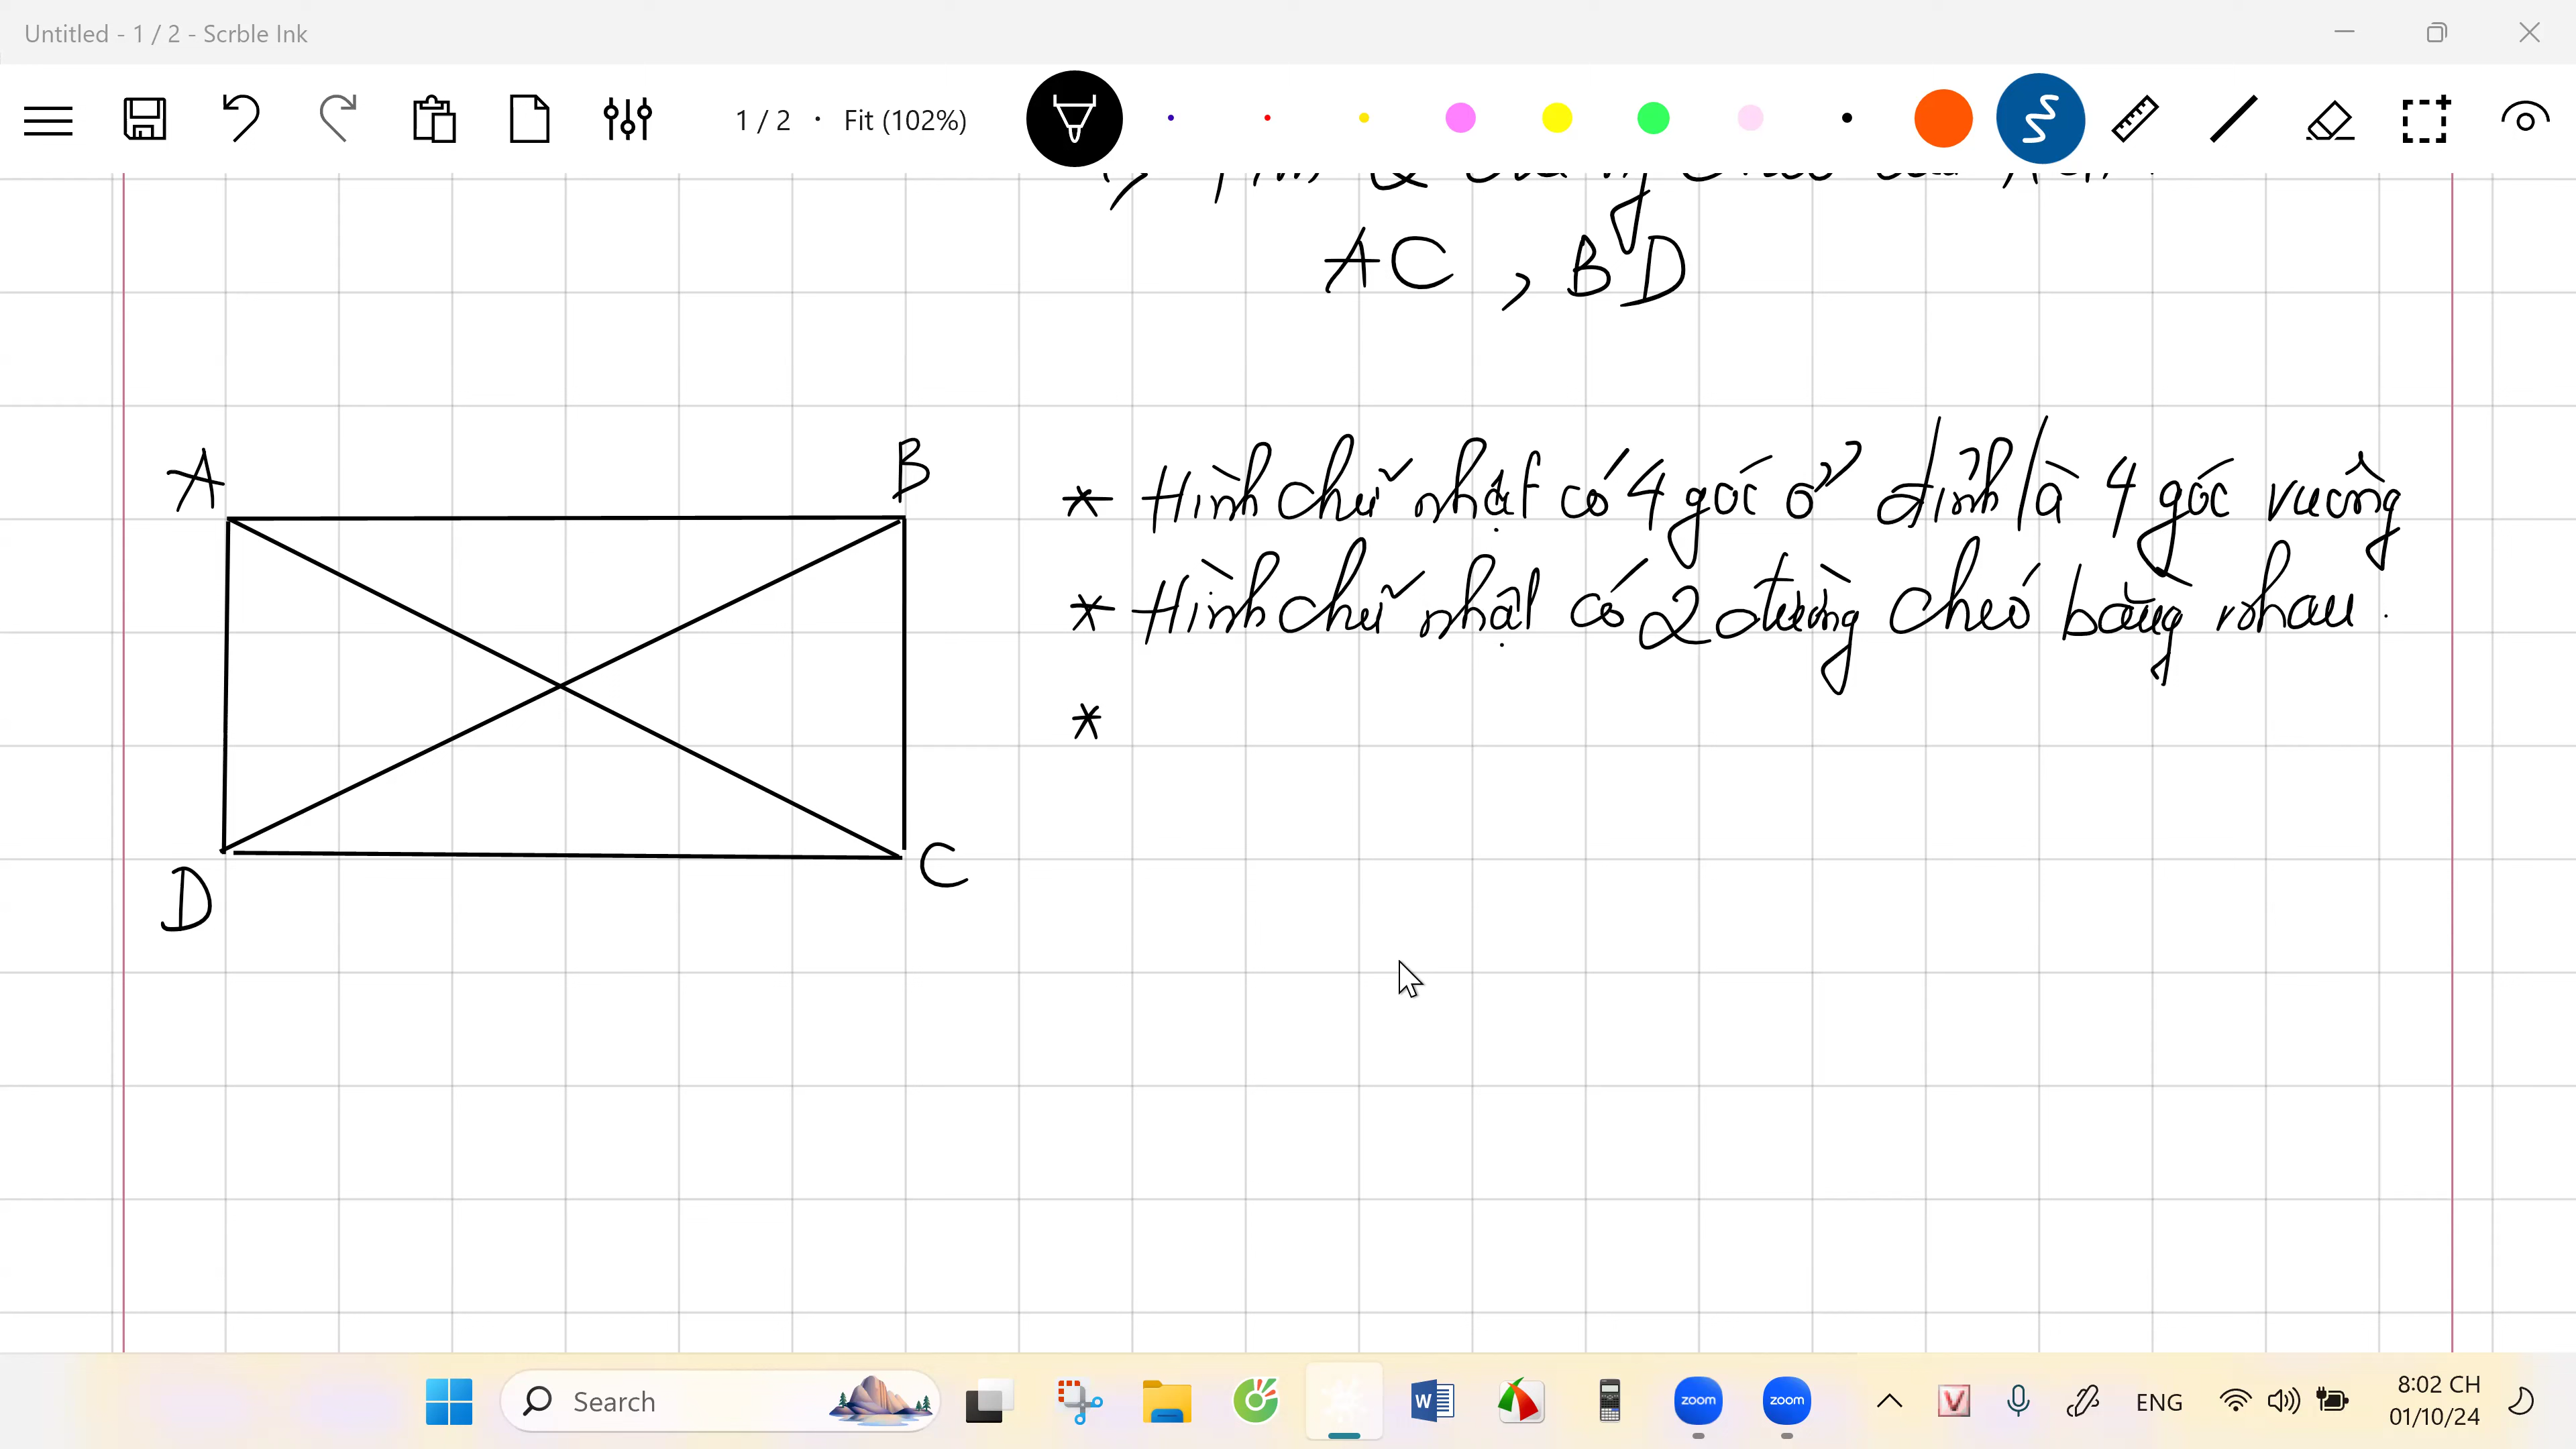 Untitled - 1 / 2 - Scrble Ink
1 / 2 · Fit (102%)
AC , BD
A
B
* Hình chữ nhật có 4 góc ở đỉnh là 4 góc vuông
* Hình chữ nhật có 2 đường chéo bằng nhau .
*
D
C
Search
W
zoom
zoom
V
ENG
8:02 CH
01/10/24